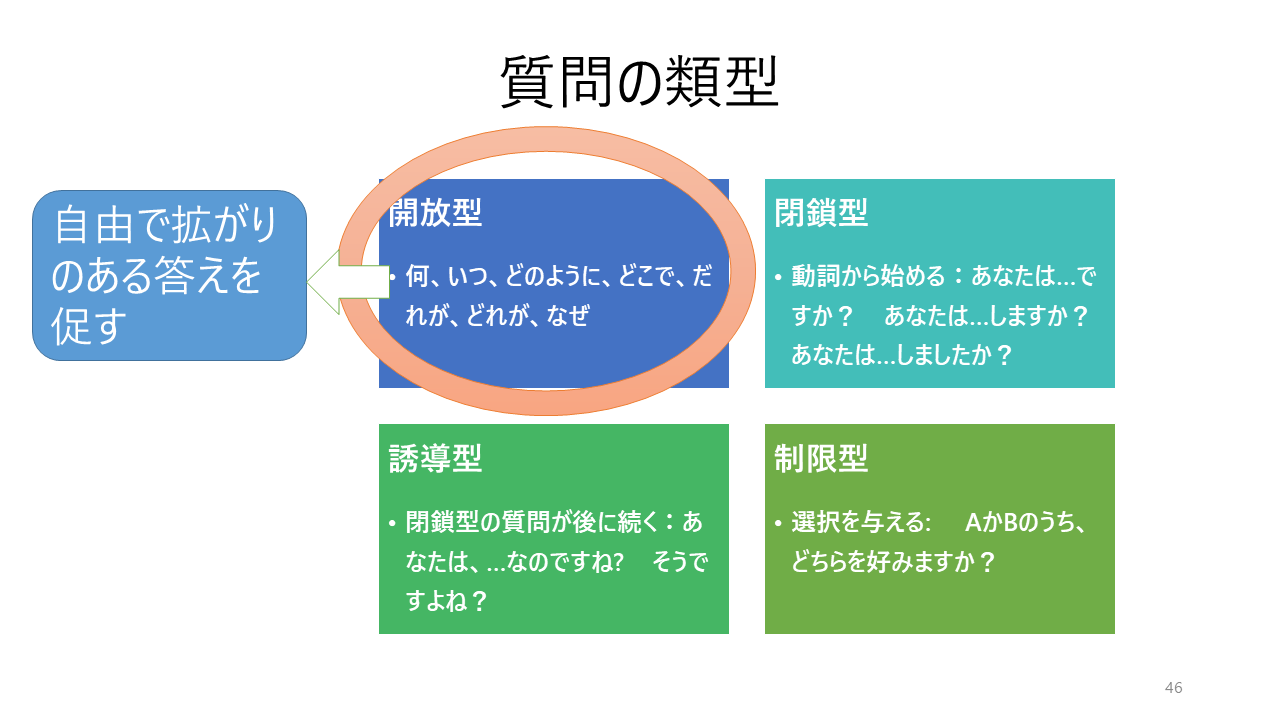 質問の類型
自由で拡がり
のある答えを
促す
開放型
• 何、いつ、どのように、どこで、だ
れが、どれが、なぜ
閉鎖型
• 動詞から始める：あなたは…で
すか？　あなたは…しますか？
あなたは…しましたか？
誘導型
• 閉鎖型の質問が後に続く：あ
なたは、…なのですね?　そうで
すよね？
制限型
• 選択を与える:　AかBのうち、
どちらを好みますか？
46